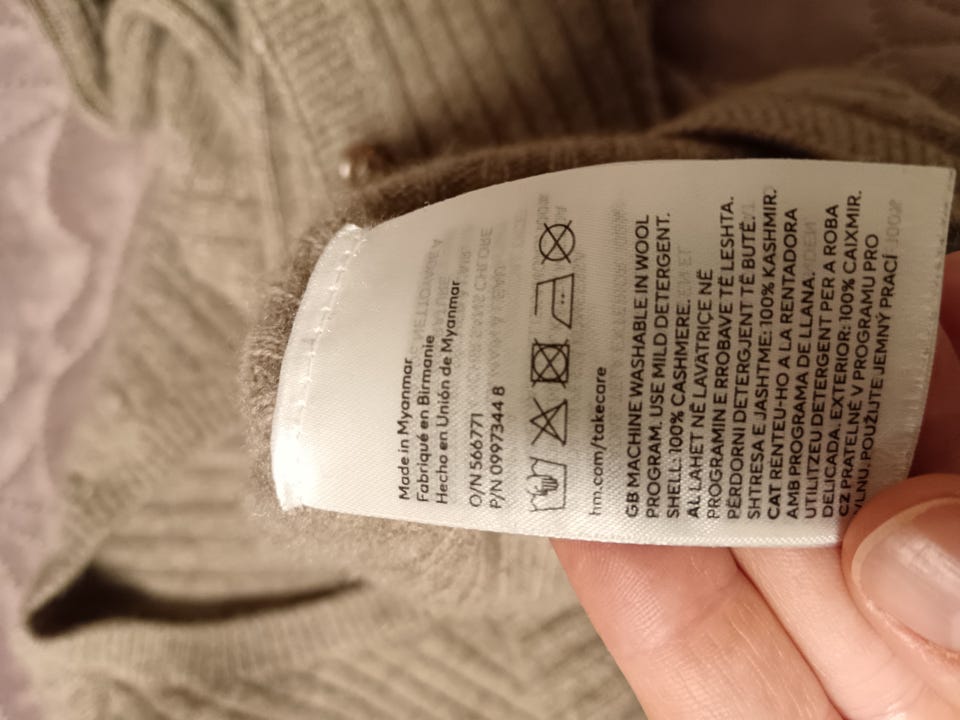 Made in Myanmar
Fabriqué en Birmanie
Hecho en Unión de Myanmar
O/N 566771
P/N 0997344 8
hm.com/takecare
GB MACHINE WASHABLE IN WOOL
PROGRAM. USE MILD DETERGENT.
SHELL: 100% CASHMERE.
AL LAHET NË LAVATRIÇE NË
PROGRAMIN E RROBAVE TË LESHTA.
PËRDORNI DETERGJENT TË BUTË.
SHTRESA E JASHTME: 100% KASHMIR.
CAT RENTEU-HO A LA RENTADORA
AMB PROGRAMA DE LLANA.
UTILITZEU DETERGENT PER A ROBA
DELICADA. EXTERIOR: 100% CAIXMIR.
CZ PRATELNÉ V PROGRAMU PRO
VLNU. POUŽIJTE JEMNÝ PRACÍ